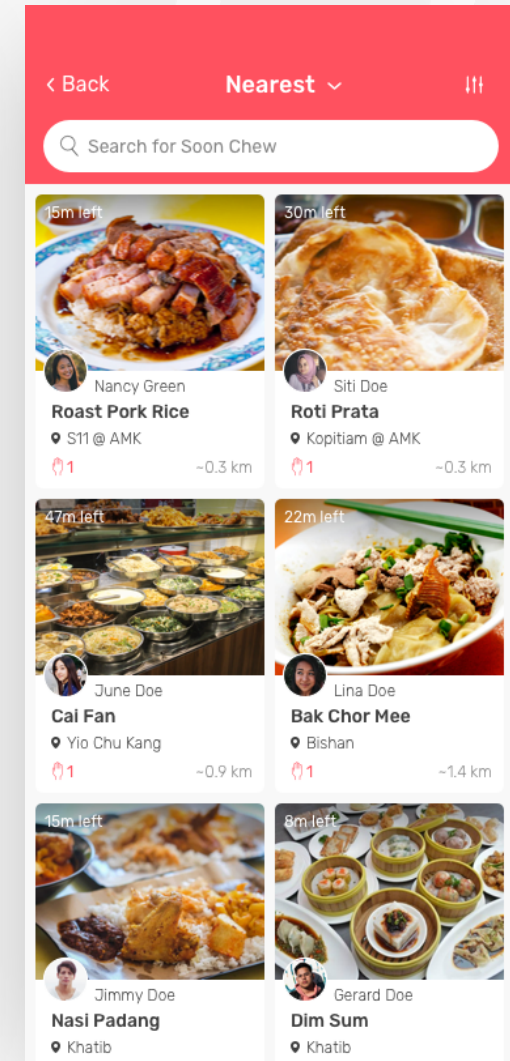 Back
Nearest
Search for Soon Chew
15m left
30m left
Nancy Green
Siti Doe
Roast Pork Rice
Roti Prata
S11 @ AMK
Kopitiam @ AMK
1
~0.3 km
1
~0.3 km
47m left
22m left
June Doe
Lina Doe
Cai Fan
Bak Chor Mee
Yio Chu Kang
Bishan
1
~0.9 km
1
~1.4 km
15m left
8m left
Jimmy Doe
Gerard Doe
Nasi Padang
Dim Sum
Khatib
Khatib